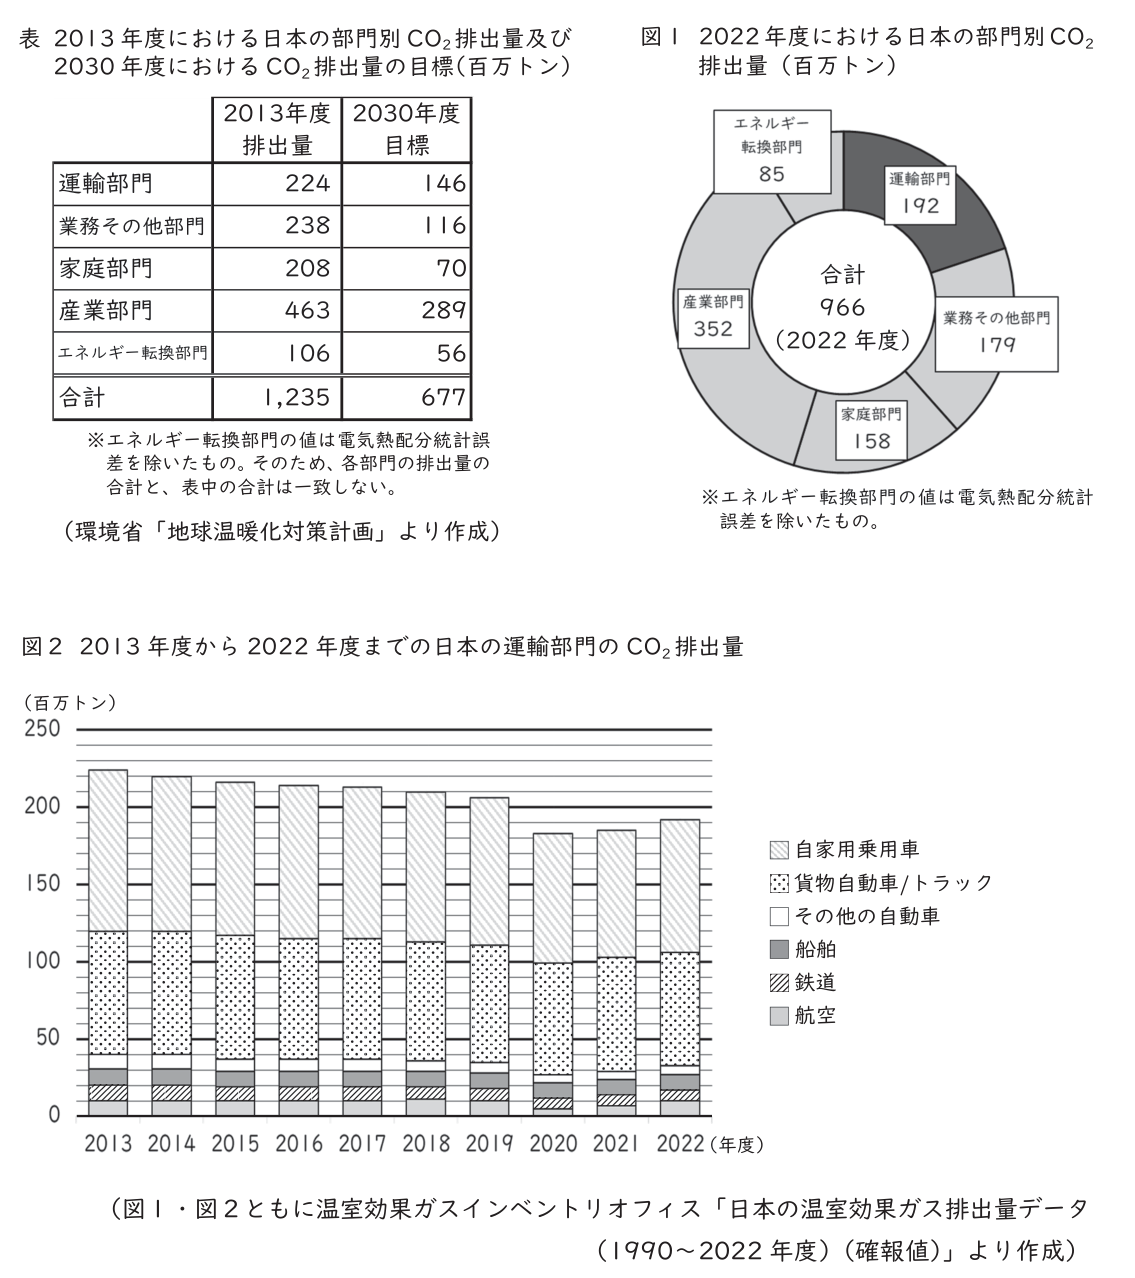 表 2013年度における日本の部門別CO₂排出量及び
2030年度におけるCO₂排出量の目標(百万トン)
2013年度 2030年度
排出量 目標
運輸部門 224 146
業務その他部門 238 116
家庭部門 208 70
産業部門 463 289
エネルギー転換部門 106 56
合計 1,235 677
※エネルギー転換部門の値は電気熱配分統計誤
差を除いたもの。そのため、各部門の排出量の
合計と、表中の合計は一致しない。
（環境省「地球温暖化対策計画」より作成）
図1 2022年度における日本の部門別CO₂
排出量（百万トン）
エネルギー
転換部門
85
運輸部門
192
産業部門
352
合計
966
（2022年度）
業務その他部門
179
家庭部門
158
※エネルギー転換部門の値は電気熱配分統計
誤差を除いたもの。
図2 2013年度から2022年度までの日本の運輸部門のCO₂排出量
（百万トン）
250
200
150
100
50
0
2013 2014 2015 2016 2017 2018 2019 2020 2021 2022（年度）
自家用乗用車
貨物自動車/トラック
その他の自動車
船舶
鉄道
航空
（図1・図2ともに温室効果ガスインベントリオフィス「日本の温室効果ガス排出量データ
（1990～2022年度）（確報値）」より作成）